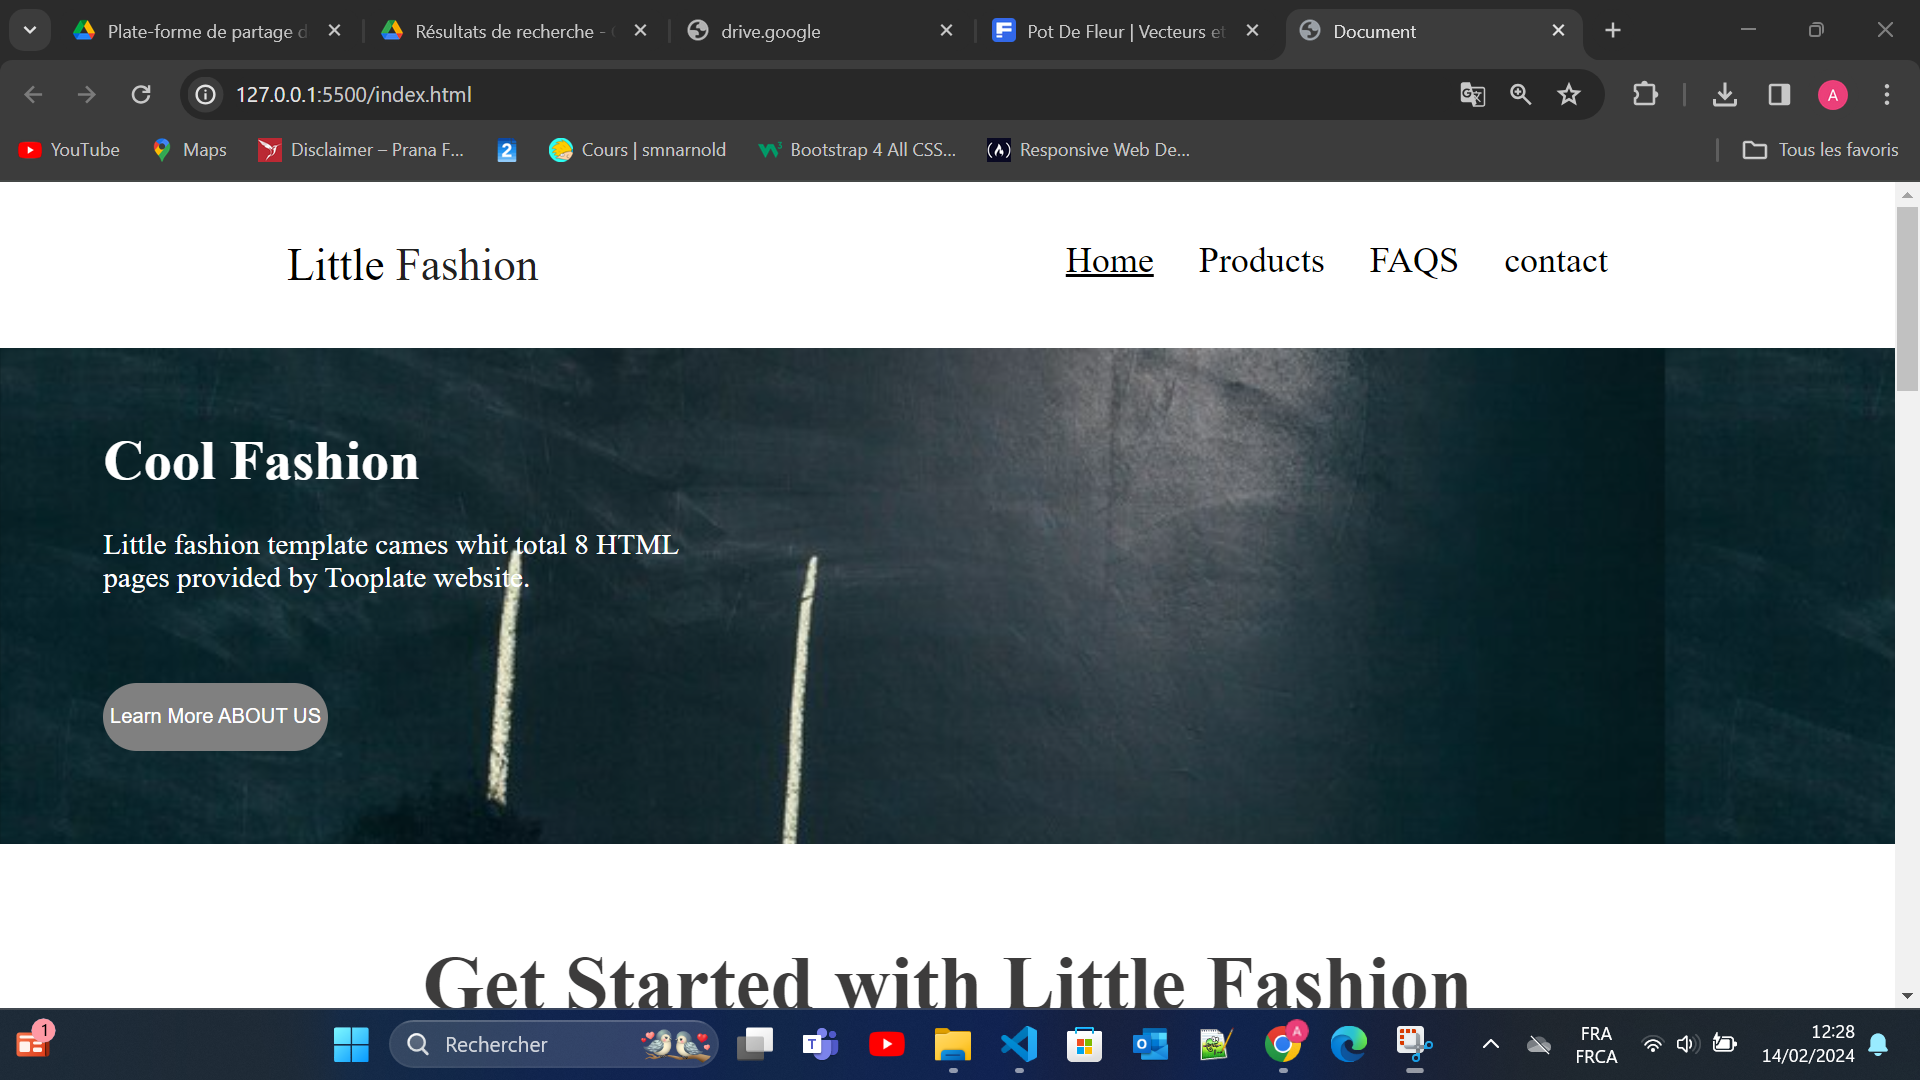 Plate-forme de partage d
Résultats de recherche -
drive.google
Pot De Fleur | Vecteurs et
Document
127.0.0.1:5500/index.html
A
YouTube
Maps
Disclaimer – Prana F...
2
Cours | smnarnold
Bootstrap 4 All CSS...
Responsive Web De...
Tous les favoris
Little Fashion
Home
Products
FAQS
contact
Cool Fashion
Little fashion template cames whit total 8 HTML
pages provided by Tooplate website.
Learn More ABOUT US
Get Started with Little Fashion
1
Rechercher
A
FRA
FRCA
12:28
14/02/2024